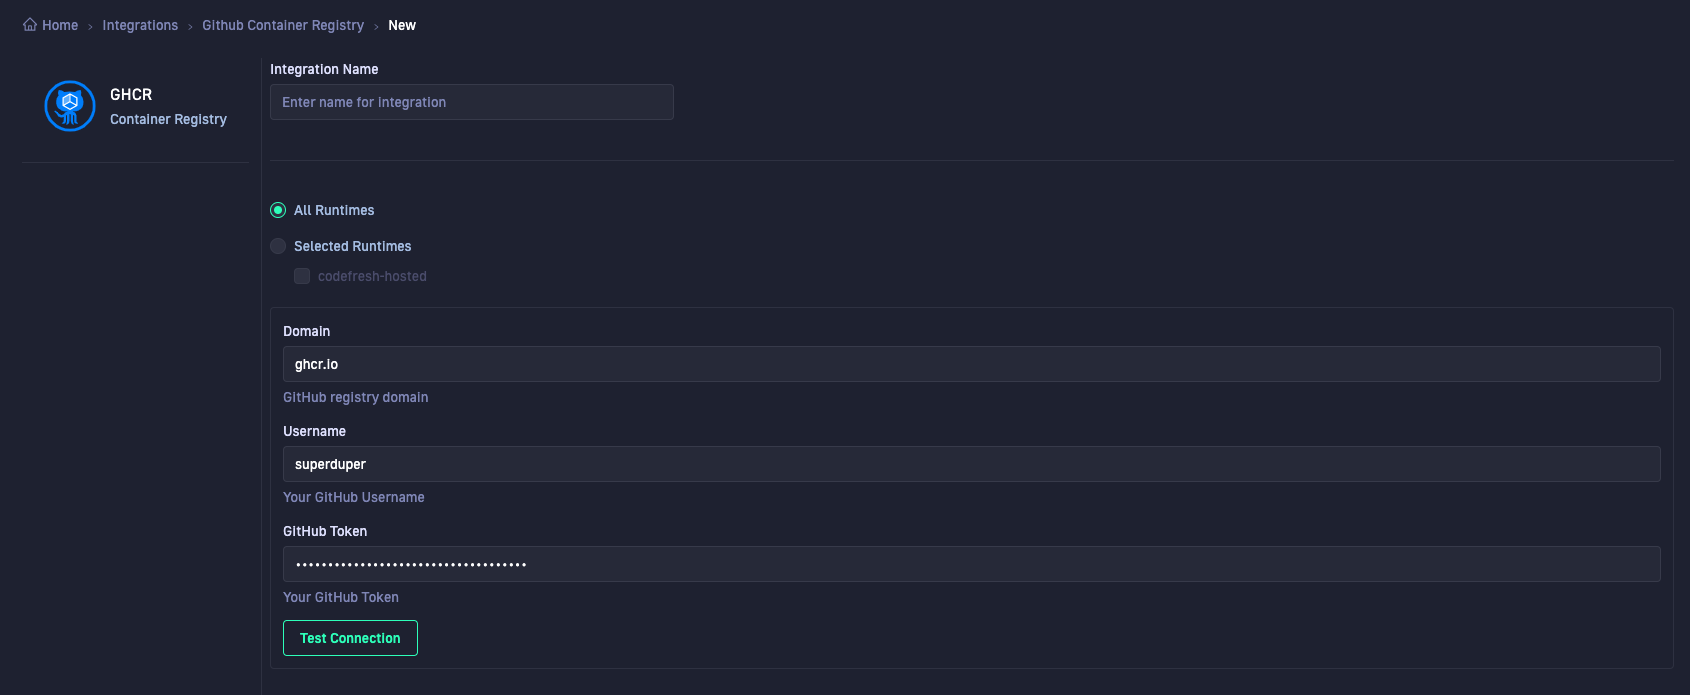 Home › Integrations › Github Container Registry › New
GHCR
Container Registry
Integration Name
Enter name for integration
All Runtimes
Selected Runtimes
codefresh-hosted
Domain
ghcr.io
GitHub registry domain
Username
superduper
Your GitHub Username
GitHub Token
••••••••••••••••••••••••••••••••••••
Your GitHub Token
Test Connection